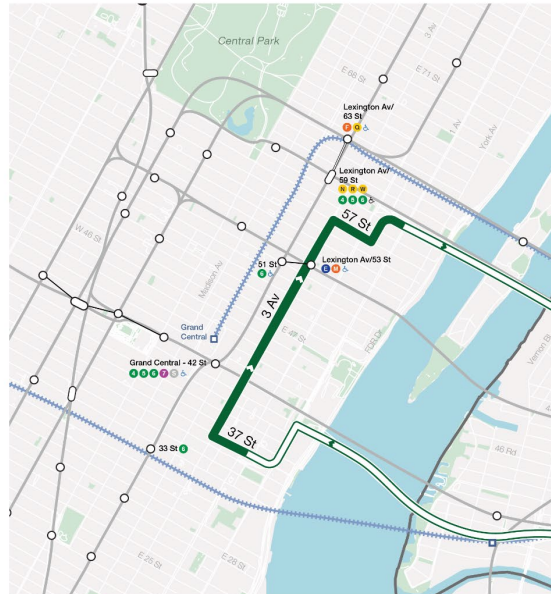 Central Park
3 Av
E 68 St
E 71 St
Lexington Av/
63 St
F Q
1 Av
York Av
Lexington Av/
59 St
N R W
4 5 6
57 St
W 46 St
Madison Av
51 St
6
Lexington Av/53 St
E M
3 Av
Grand
Central
E 49 St
FDR Dr
Vernon Bl
Grand Central - 42 St
4 5 6 7 S
37 St
33 St 6
46 Rd
E 25 St
E 28 St